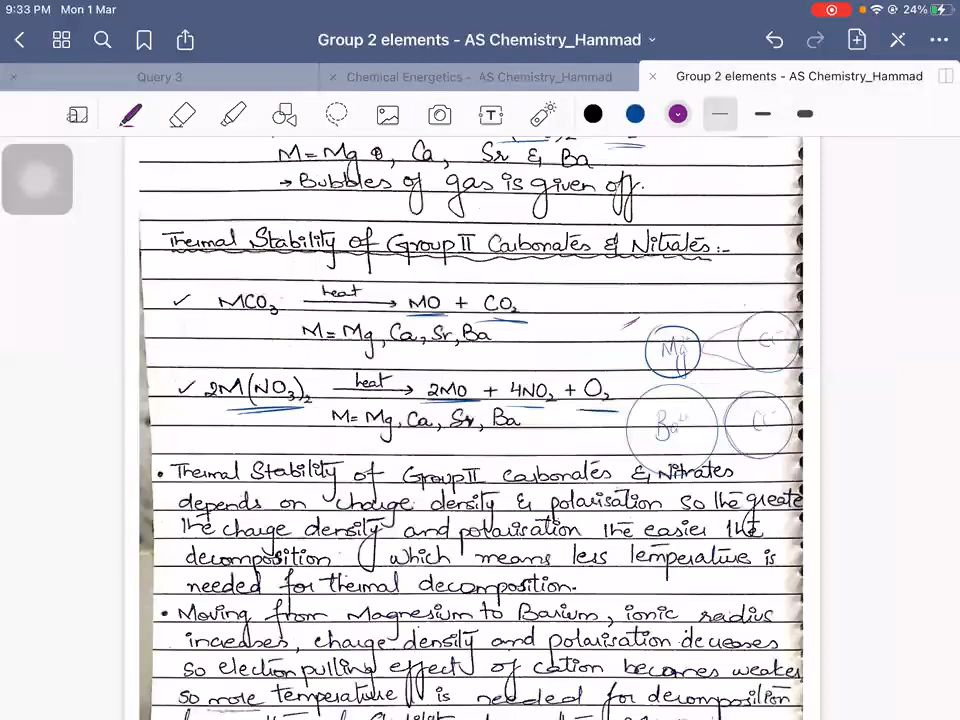 9:33 PM Mon 1 Mar
24%
Group 2 elements - AS Chemistry_Hammad
Query 3
Chemical Energetics - AS Chemistry_Hammad
Group 2 elements - AS Chemistry_Hammad
M = Mg, Ca, Sr & Ba
→ Bubbles of gas is given off.
Thermal Stability of Group II Carbonates & Nitrates:-
✓ MCO₃ heat→ MO + CO₂
M = Mg, Ca, Sr, Ba
Mg²⁺ Cl⁻
✓ 2M(NO₃)₂ heat→ 2MO + 4NO₂ + O₂
M = Mg, Ca, Sr, Ba
Ba²⁺ Cl⁻
• Thermal Stability of Group II Carbonates & Nitrates
depends on charge density & polarisation so the greate
the charge density and polarisation the easier the
decomposition which means less temperature is
needed for thermal decomposition.
• Moving from Magnesium to Barium, ionic radius
increases, charge density and polarisation decreases
so electron pulling effect of cation becomes weaker
so more temperature is needed for decomposition